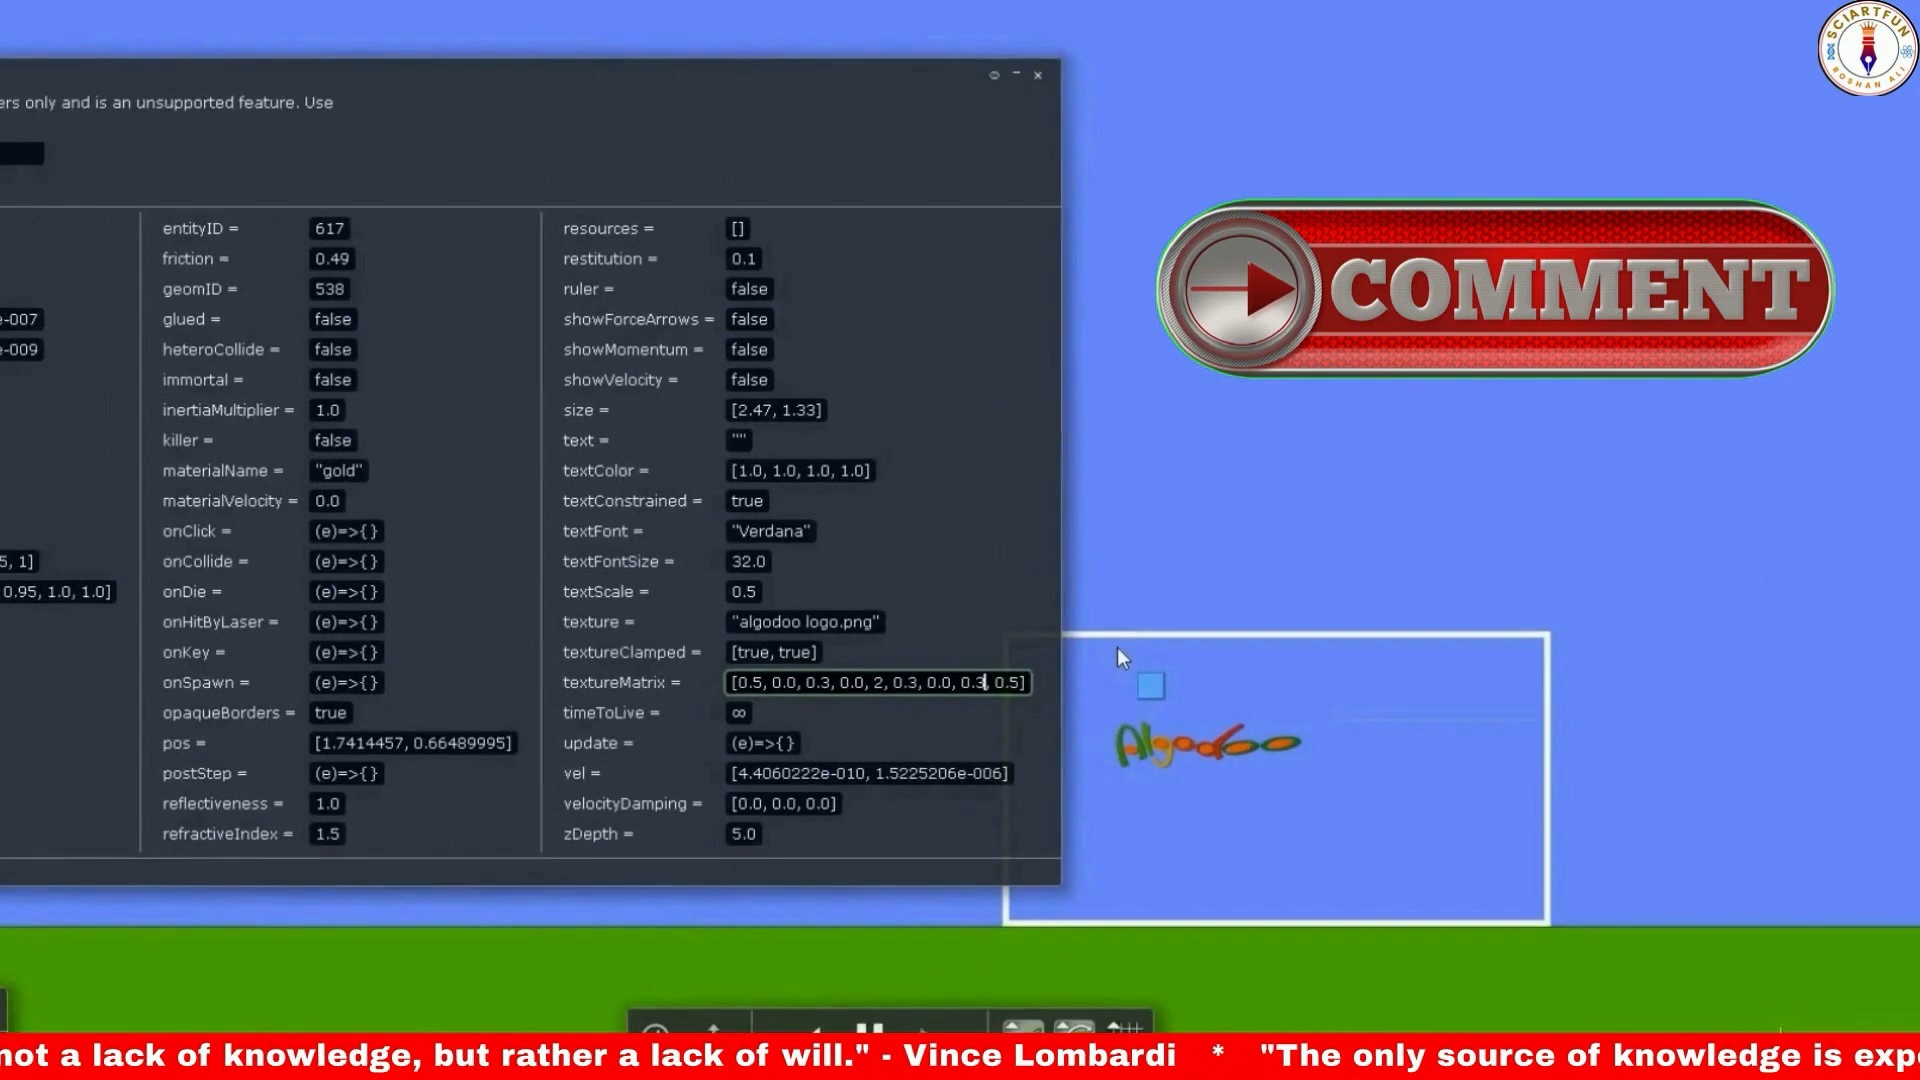 SCIARTFUN
ROSHAN ALI
ers only and is an unsupported feature. Use
entityID = 617
friction = 0.49
geomID = 538
e-007
glued = false
e-009
heteroCollide = false
immortal = false
inertiaMultiplier = 1.0
killer = false
materialName = "gold"
materialVelocity = 0.0
onClick = (e)=>{}
5, 1]
onCollide = (e)=>{}
0.95, 1.0, 1.0]
onDie = (e)=>{}
onHitByLaser = (e)=>{}
onKey = (e)=>{}
onSpawn = (e)=>{}
opaqueBorders = true
pos = [1.7414457, 0.66489995]
postStep = (e)=>{}
reflectiveness = 1.0
refractiveIndex = 1.5
resources = []
restitution = 0.1
ruler = false
showForceArrows = false
showMomentum = false
showVelocity = false
size = [2.47, 1.33]
text = ""
textColor = [1.0, 1.0, 1.0, 1.0]
textConstrained = true
textFont = "Verdana"
textFontSize = 32.0
textScale = 0.5
texture = "algodoo logo.png"
textureClamped = [true, true]
textureMatrix = [0.5, 0.0, 0.3, 0.0, 2, 0.3, 0.0, 0.3, 0.5]
timeToLive = ∞
update = (e)=>{}
vel = [4.4060222e-010, 1.5225206e-006]
velocityDamping = [0.0, 0.0, 0.0]
zDepth = 5.0
COMMENT
Algodoo
not a lack of knowledge, but rather a lack of will." - Vince Lombardi * "The only source of knowledge is expe